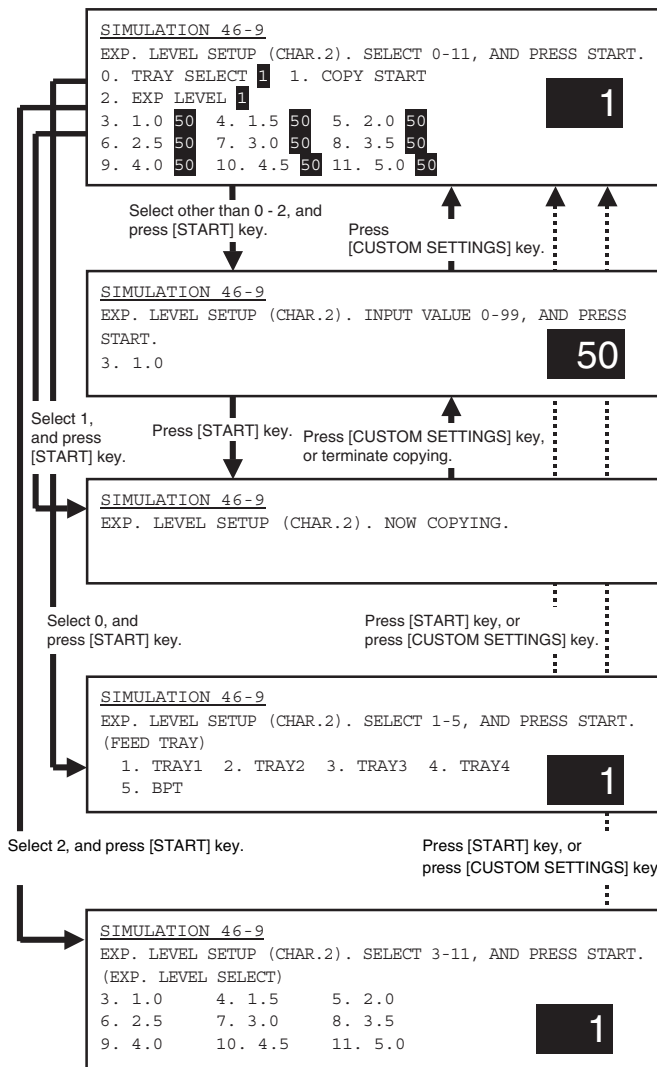 SIMULATION 46-9
EXP. LEVEL SETUP (CHAR.2). SELECT 0-11, AND PRESS START.
0. TRAY SELECT 1 1. COPY START
2. EXP LEVEL 1
1
3. 1.0 50 4. 1.5 50 5. 2.0 50
6. 2.5 50 7. 3.0 50 8. 3.5 50
9. 4.0 50 10. 4.5 50 11. 5.0 50
Select other than 0 - 2, and
press [START] key.
Press
[CUSTOM SETTINGS] key.
SIMULATION 46-9
EXP. LEVEL SETUP (CHAR.2). INPUT VALUE 0-99, AND PRESS
START.
3. 1.0
50
Select 1,
and press
[START] key.
Press [START] key.
Press [CUSTOM SETTINGS] key,
or terminate copying.
SIMULATION 46-9
EXP. LEVEL SETUP (CHAR.2). NOW COPYING.
Select 0, and
press [START] key.
Press [START] key, or
press [CUSTOM SETTINGS] key.
SIMULATION 46-9
EXP. LEVEL SETUP (CHAR.2). SELECT 1-5, AND PRESS START.
(FEED TRAY)
1. TRAY1 2. TRAY2 3. TRAY3 4. TRAY4
5. BPT
1
Select 2, and press [START] key.
Press [START] key, or
press [CUSTOM SETTINGS] key
SIMULATION 46-9
EXP. LEVEL SETUP (CHAR.2). SELECT 3-11, AND PRESS START.
(EXP. LEVEL SELECT)
3. 1.0 4. 1.5 5. 2.0
6. 2.5 7. 3.0 8. 3.5
9. 4.0 10. 4.5 11. 5.0
1